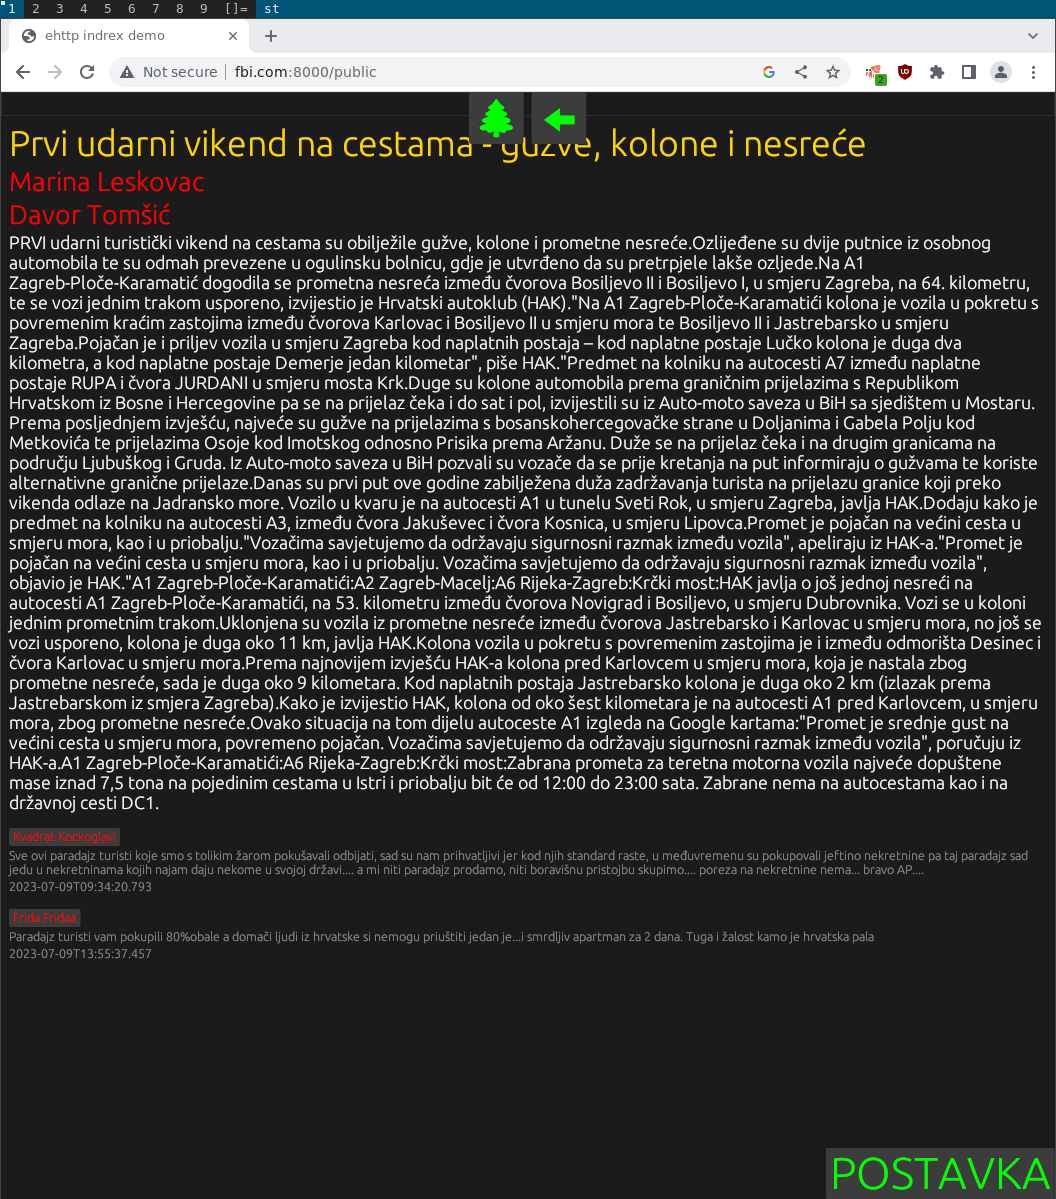 1 2 3 4 5 6 7 8 9 []= st
ehttp indrex demo
Not secure fbi.com:8000/public
2
Prvi udarni vikend na cestama - gužve, kolone i nesreće
Marina Leskovac
Davor Tomšić
PRVI udarni turistički vikend na cestama su obilježile gužve, kolone i prometne nesreće.Ozlijeđene su dvije putnice iz osobnog
automobila te su odmah prevezene u ogulinsku bolnicu, gdje je utvrđeno da su pretrpjele lakše ozljede.Na A1
Zagreb-Ploče-Karamatić dogodila se prometna nesreća između čvorova Bosiljevo II i Bosiljevo I, u smjeru Zagreba, na 64. kilometru,
te se vozi jednim trakom usporeno, izvijestio je Hrvatski autoklub (HAK)."Na A1 Zagreb-Ploče-Karamatići kolona je vozila u pokretu s
povremenim kraćim zastojima između čvorova Karlovac i Bosiljevo II u smjeru mora te Bosiljevo II i Jastrebarsko u smjeru
Zagreba.Pojačan je i priljev vozila u smjeru Zagreba kod naplatnih postaja – kod naplatne postaje Lučko kolona je duga dva
kilometra, a kod naplatne postaje Demerje jedan kilometar", piše HAK."Predmet na kolniku na autocesti A7 između naplatne
postaje RUPA i čvora JURDANI u smjeru mosta Krk.Duge su kolone automobila prema graničnim prijelazima s Republikom
Hrvatskom iz Bosne i Hercegovine pa se na prijelaz čeka i do sat i pol, izvijestili su iz Auto-moto saveza u BiH sa sjedištem u Mostaru.
Prema posljednjem izvješću, najveće su gužve na prijelazima s bosanskohercegovačke strane u Doljanima i Gabela Polju kod
Metkovića te prijelazima Osoje kod Imotskog odnosno Prisika prema Aržanu. Duže se na prijelaz čeka i na drugim granicama na
području Ljubuškog i Gruda. Iz Auto-moto saveza u BiH pozvali su vozače da se prije kretanja na put informiraju o gužvama te koriste
alternativne granične prijelaze.Danas su prvi put ove godine zabilježena duža zadržavanja turista na prijelazu granice koji preko
vikenda odlaze na Jadransko more. Vozilo u kvaru je na autocesti A1 u tunelu Sveti Rok, u smjeru Zagreba, javlja HAK.Dodaju kako je
predmet na kolniku na autocesti A3, između čvora Jakuševec i čvora Kosnica, u smjeru Lipovca.Promet je pojačan na većini cesta u
smjeru mora, kao i u priobalju."Vozačima savjetujemo da održavaju sigurnosni razmak između vozila", apeliraju iz HAK-a."Promet je
pojačan na većini cesta u smjeru mora, kao i u priobalju. Vozačima savjetujemo da održavaju sigurnosni razmak između vozila",
objavio je HAK."A1 Zagreb-Ploče-Karamatići:A2 Zagreb-Macelj:A6 Rijeka-Zagreb:Krčki most:HAK javlja o još jednoj nesreći na
autocesti A1 Zagreb-Ploče-Karamatići, na 53. kilometru između čvorova Novigrad i Bosiljevo, u smjeru Dubrovnika. Vozi se u koloni
jednim prometnim trakom.Uklonjena su vozila iz prometne nesreće između čvorova Jastrebarsko i Karlovac u smjeru mora, no još se
vozi usporeno, kolona je duga oko 11 km, javlja HAK.Kolona vozila u pokretu s povremenim zastojima je i između odmorišta Desinec i
čvora Karlovac u smjeru mora.Prema najnovijem izvješću HAK-a kolona pred Karlovcem u smjeru mora, koja je nastala zbog
prometne nesreće, sada je duga oko 9 kilometara. Kod naplatnih postaja Jastrebarsko kolona je duga oko 2 km (izlazak prema
Jastrebarskom iz smjera Zagreba).Kako je izvijestio HAK, kolona od oko šest kilometara je na autocesti A1 pred Karlovcem, u smjeru
mora, zbog prometne nesreće.Ovako situacija na tom dijelu autoceste A1 izgleda na Google kartama:"Promet je srednje gust na
većini cesta u smjeru mora, povremeno pojačan. Vozačima savjetujemo da održavaju sigurnosni razmak između vozila", poručuju iz
HAK-a.A1 Zagreb-Ploče-Karamatići:A6 Rijeka-Zagreb:Krčki most:Zabrana prometa za teretna motorna vozila najveće dopuštene
mase iznad 7,5 tona na pojedinim cestama u Istri i priobalju bit će od 12:00 do 23:00 sata. Zabrane nema na autocestama kao i na
državnoj cesti DC1.
Kvadrat Kockoglavi
Sve ovi paradajz turisti koje smo s tolikim žarom pokušavali odbijati, sad su nam prihvatljivi jer kod njih standard raste, u međuvremenu su pokupovali jeftino nekretnine pa taj paradajz sad
jedu u nekretninama kojih najam daju nekome u svojoj državi.... a mi niti paradajz prodamo, niti boravišnu pristojbu skupimo.... poreza na nekretnine nema... bravo AP....
2023-07-09T09:34:20.793
Frida Fridaa
Paradajz turisti vam pokupili 80%obale a domači ljudi iz hrvatske si nemogu priuštiti jedan je...i smrdljiv apartman za 2 dana. Tuga i žalost kamo je hrvatska pala
2023-07-09T13:55:37.457
POSTAVKA